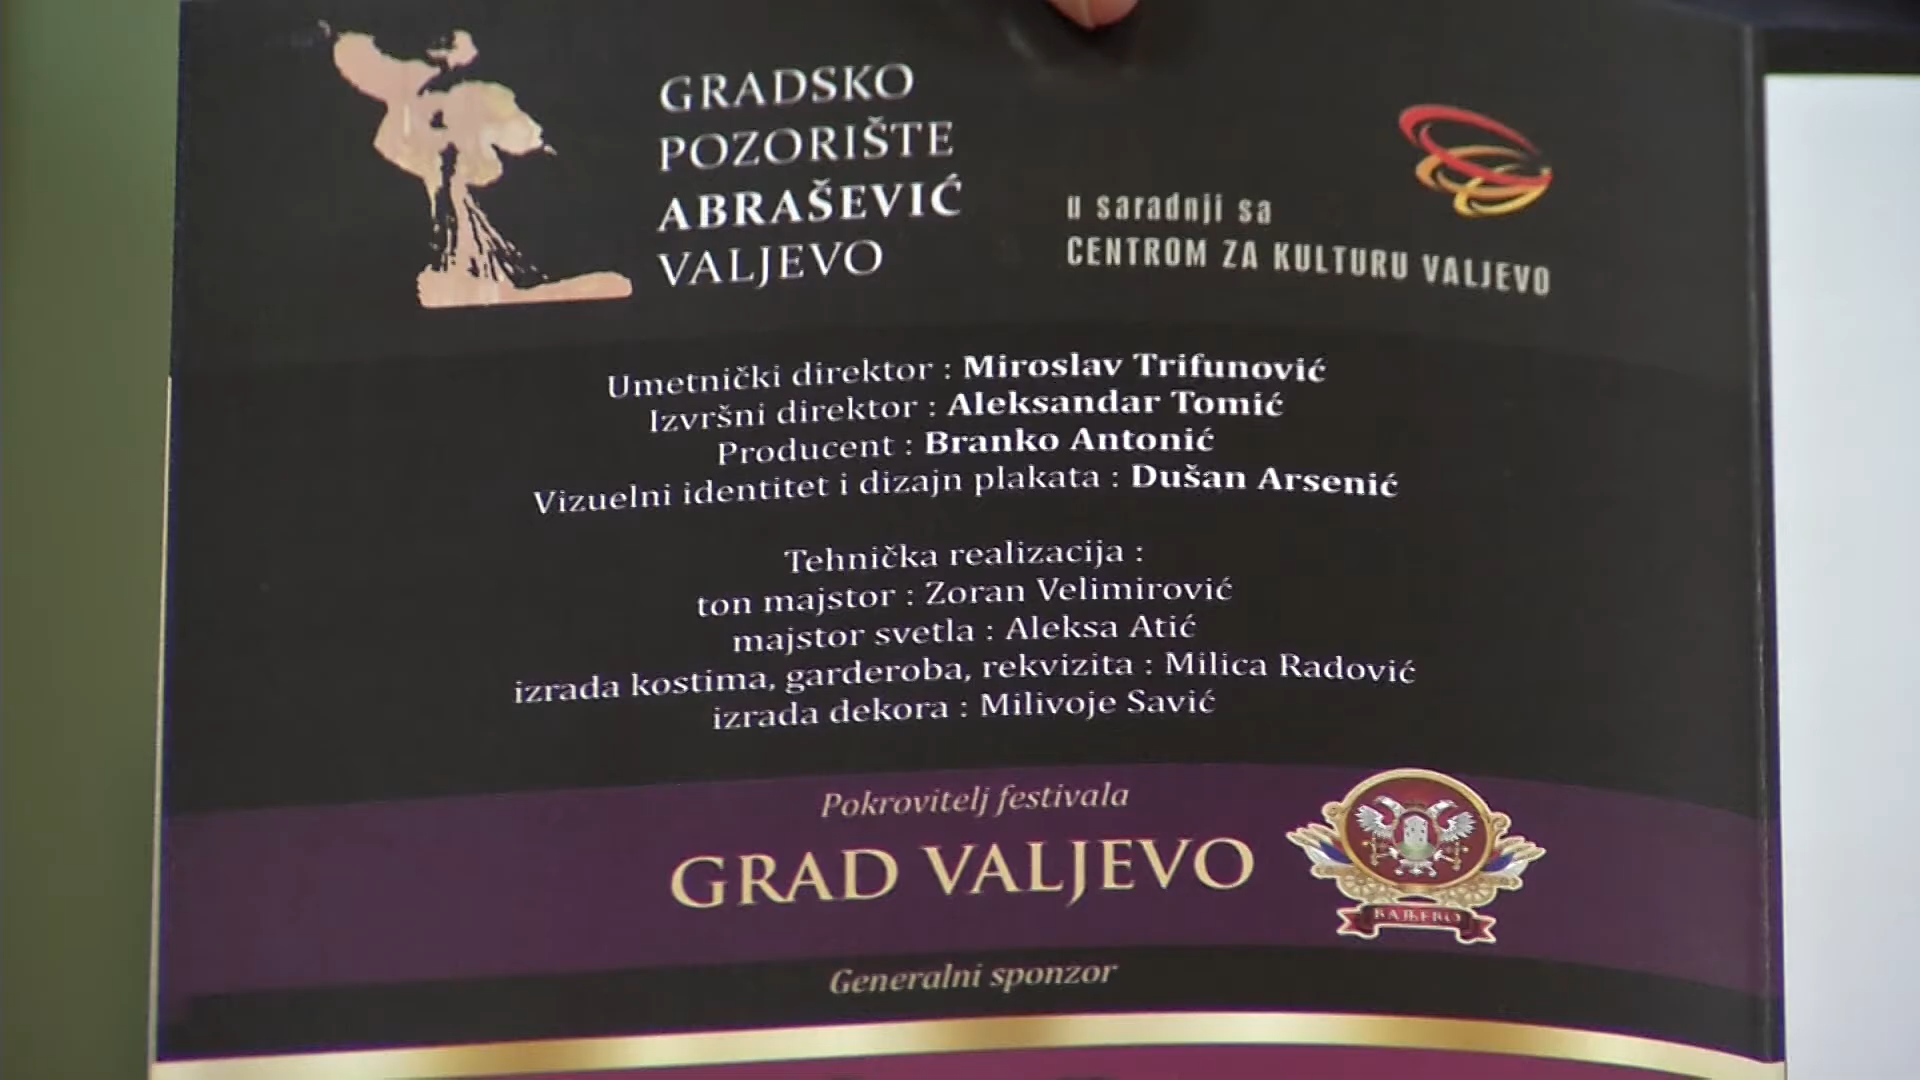 GRADSKO
POZORIŠTE
ABRAŠEVIĆ
VALJEVO
u saradnji sa
CENTROM ZA KULTURU VALJEVO
Umetnički direktor : Miroslav Trifunović
Izvršni direktor : Aleksandar Tomić
Producent : Branko Antonić
Vizuelni identitet i dizajn plakata : Dušan Arsenić
Tehnička realizacija :
ton majstor : Zoran Velimirović
majstor svetla : Aleksa Atić
izrada kostima, garderoba, rekvizita : Milica Radović
izrada dekora : Milivoje Savić
Pokrovitelj festivala
GRAD VALJEVO
ВАЉЕВО
Generalni sponzor